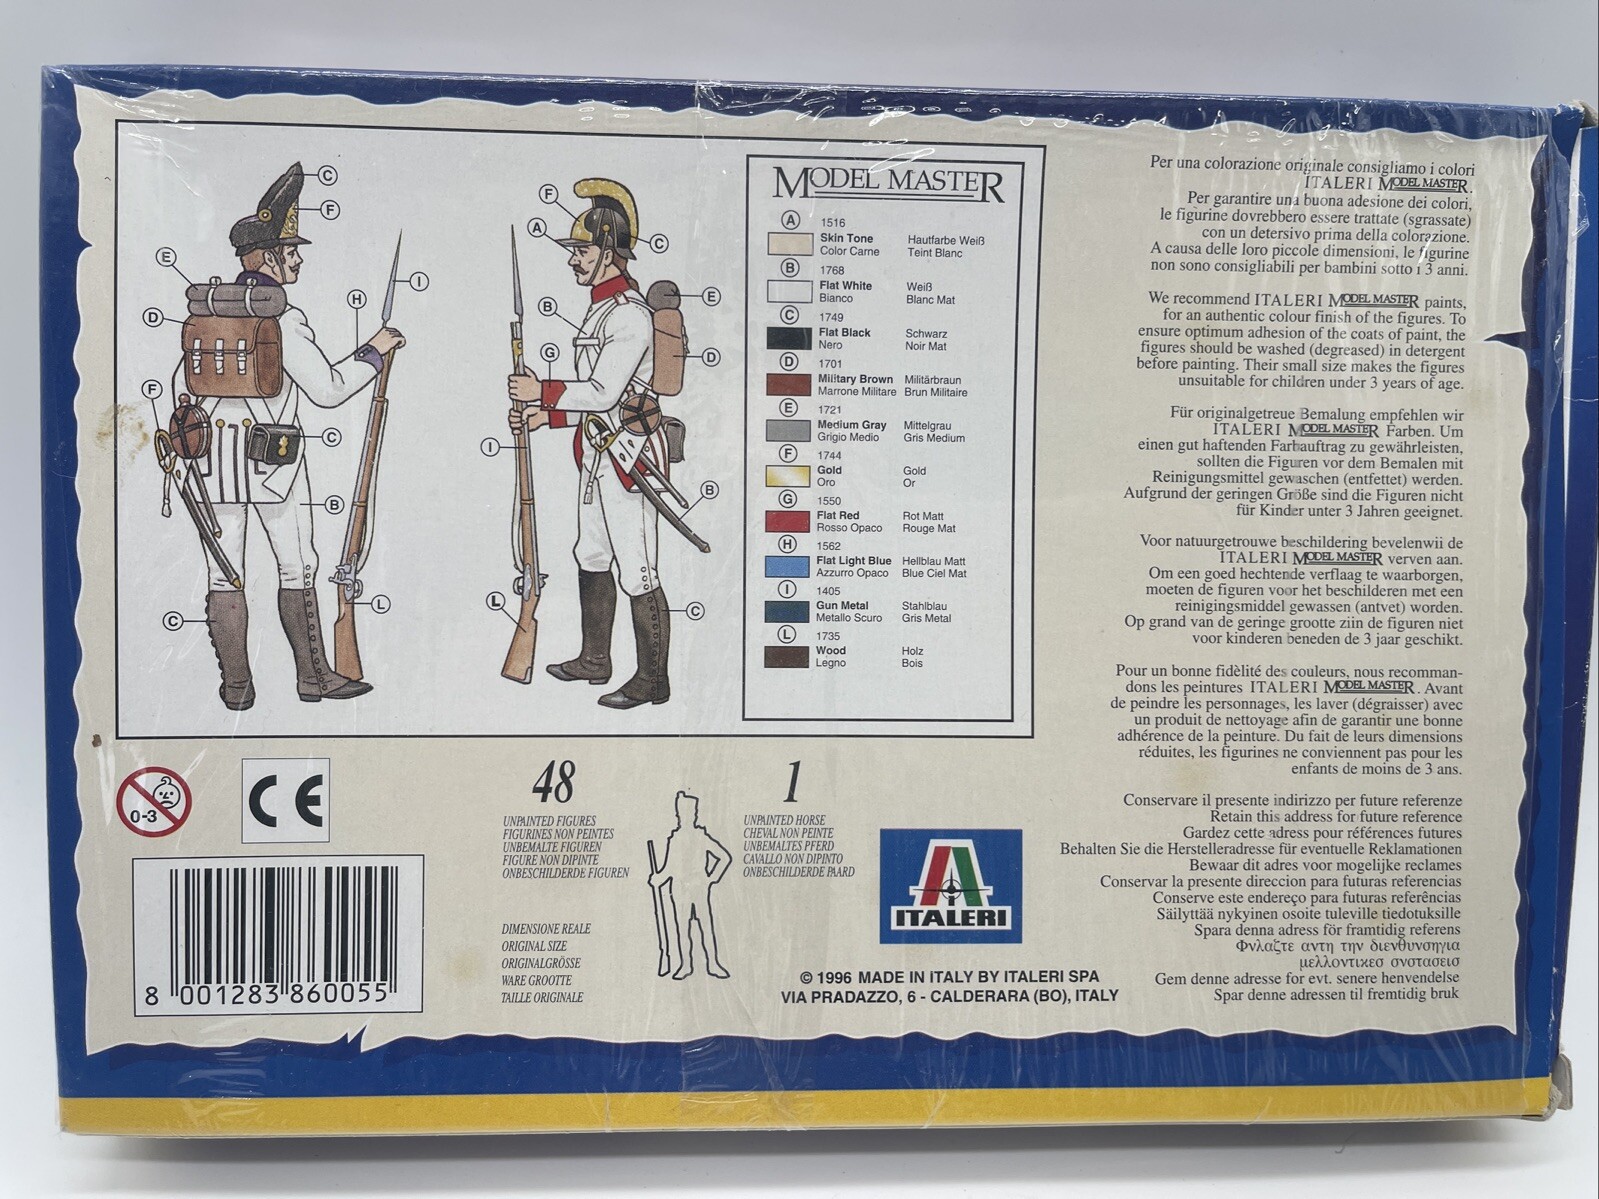 C
F
E
D
H
I
F
C
B
C
L
F
A
C
B
E
D
G
I
B
L
C
MODEL MASTER
A 1516
Skin Tone Hautfarbe Weiß
Color Carne Teint Blanc
B 1768
Flat White Weiß
Bianco Blanc Mat
C 1749
Flat Black Schwarz
Nero Noir Mat
D 1701
Military Brown Militärbraun
Marrone Militare Brun Militaire
E 1721
Medium Gray Mittelgrau
Grigio Medio Gris Medium
F 1744
Gold Gold
Oro Or
G 1550
Flat Red Rot Matt
Rosso Opaco Rouge Mat
H 1562
Flat Light Blue Hellblau Matt
Azzurro Opaco Blue Ciel Mat
I 1405
Gun Metal Stahlblau
Metallo Scuro Gris Metal
L 1735
Wood Holz
Legno Bois
Per una colorazione originale consigliamo i colori
ITALERI MODEL MASTER.
Per garantire una buona adesione dei colori,
le figurine dovrebbero essere trattate (sgrassate)
con un detersivo prima della colorazione.
A causa delle loro piccole dimensioni, le figurine
non sono consigliabili per bambini sotto i 3 anni.
We recommend ITALERI MODEL MASTER paints,
for an authentic colour finish of the figures. To
ensure optimum adhesion of the coats of paint, the
figures should be washed (degreased) in detergent
before painting. Their small size makes the figures
unsuitable for children under 3 years of age.
Für originalgetreue Bemalung empfehlen wir
ITALERI MODEL MASTER Farben. Um
einen gut haftenden Farbauftrag zu gewährleisten,
sollten die Figuren vor dem Bemalen mit
Reinigungsmittel gewaschen (entfettet) werden.
Aufgrund der geringen Größe sind die Figuren nicht
für Kinder unter 3 Jahren geeignet.
Voor natuurgetrouwe beschildering bevelenwii de
ITALERI MODEL MASTER verven aan.
Om een goed hechtende verflaag te waarborgen,
moeten de figuren voor het beschilderen met een
reinigingsmiddel gewassen (antvet) worden.
Op grand van de geringe grootte ziin de figuren niet
voor kinderen beneden de 3 jaar geschikt.
Pour un bonne fidèlité des couleurs, nous recomman-
dons les peintures ITALERI MODEL MASTER. Avant
de peindre les personnages, les laver (dégraisser) avec
un produit de nettoyage afin de garantir une bonne
adhérence de la peinture. Du fait de leurs dimensions
réduites, les figurines ne conviennent pas pour les
enfants de moins de 3 ans.
Conservare il presente indirizzo per future referenze
Retain this address for future reference
Gardez cette adress pour références futures
Behalten Sie die Herstelleradresse für eventuelle Reklamationen
Bewaar dit adres voor mogelijke reclames
Conservar la presente direccion para futuras referencias
Conserve este endereço para futuras referências
Säilyttää nykyinen osoite tuleville tiedotuksille
Spara denna adress för framtidig referens
Φνλαζτε αντη την διενθυνσηγια
μελλοντικεσ σνστασεισ
Gem denne adresse for evt. senere henvendelse
Spar denne adressen til fremtidig bruk
0-3
CE
8 001283 860055
48
UNPAINTED FIGURES
FIGURINES NON PEINTES
UNBEMALTE FIGUREN
FIGURE NON DIPINTE
ONBESCHILDERDE FIGUREN
1
UNPAINTED HORSE
CHEVAL NON PEINTE
UNBEMALTES PFERD
CAVALLO NON DIPINTO
ONBESCHILDERDE PAARD
DIMENSIONE REALE
ORIGINAL SIZE
ORIGINALGRÖSSE
WARE GROOTTE
TAILLE ORIGINALE
ITALERI
© 1996 MADE IN ITALY BY ITALERI SPA
VIA PRADAZZO, 6 - CALDERARA (BO), ITALY